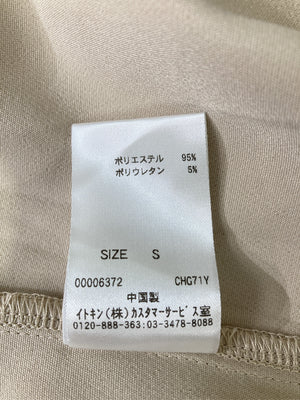 ポリエステル 95%
ポリウレタン 5%
SIZE S
00006372 CHG71Y
中国製
イトキン(株)カスタマーサービス室
0120-888-363:03-3478-8088